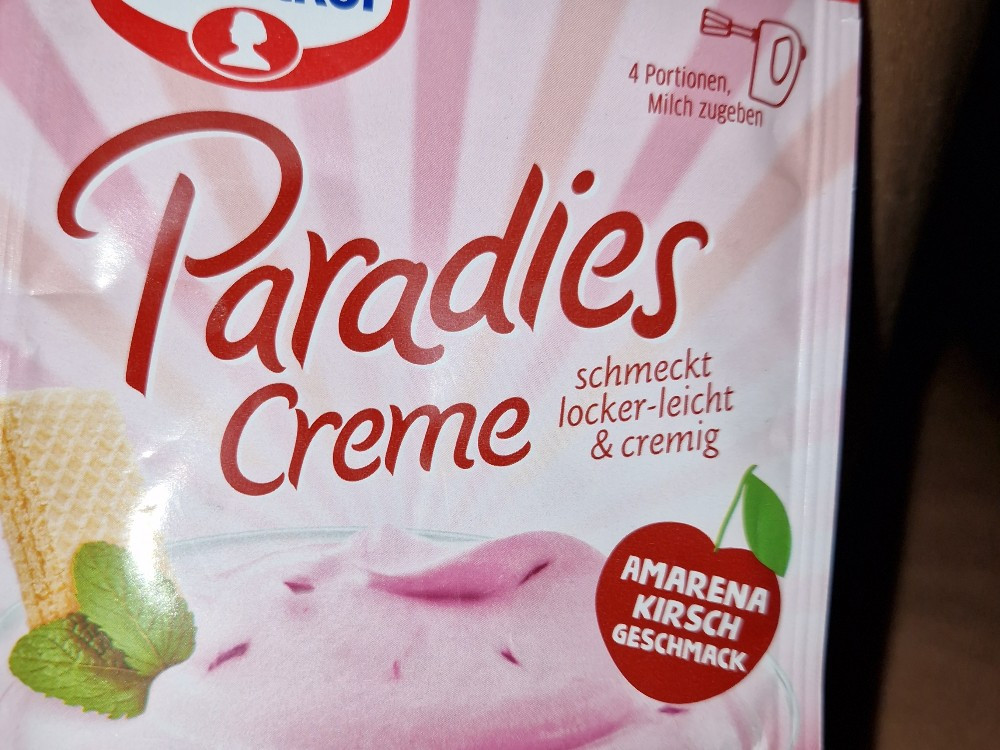 4 Portionen,
Milch zugeben
Paradies
Creme
schmeckt
locker-leicht
& cremig
AMARENA
KIRSCH
GESCHMACK